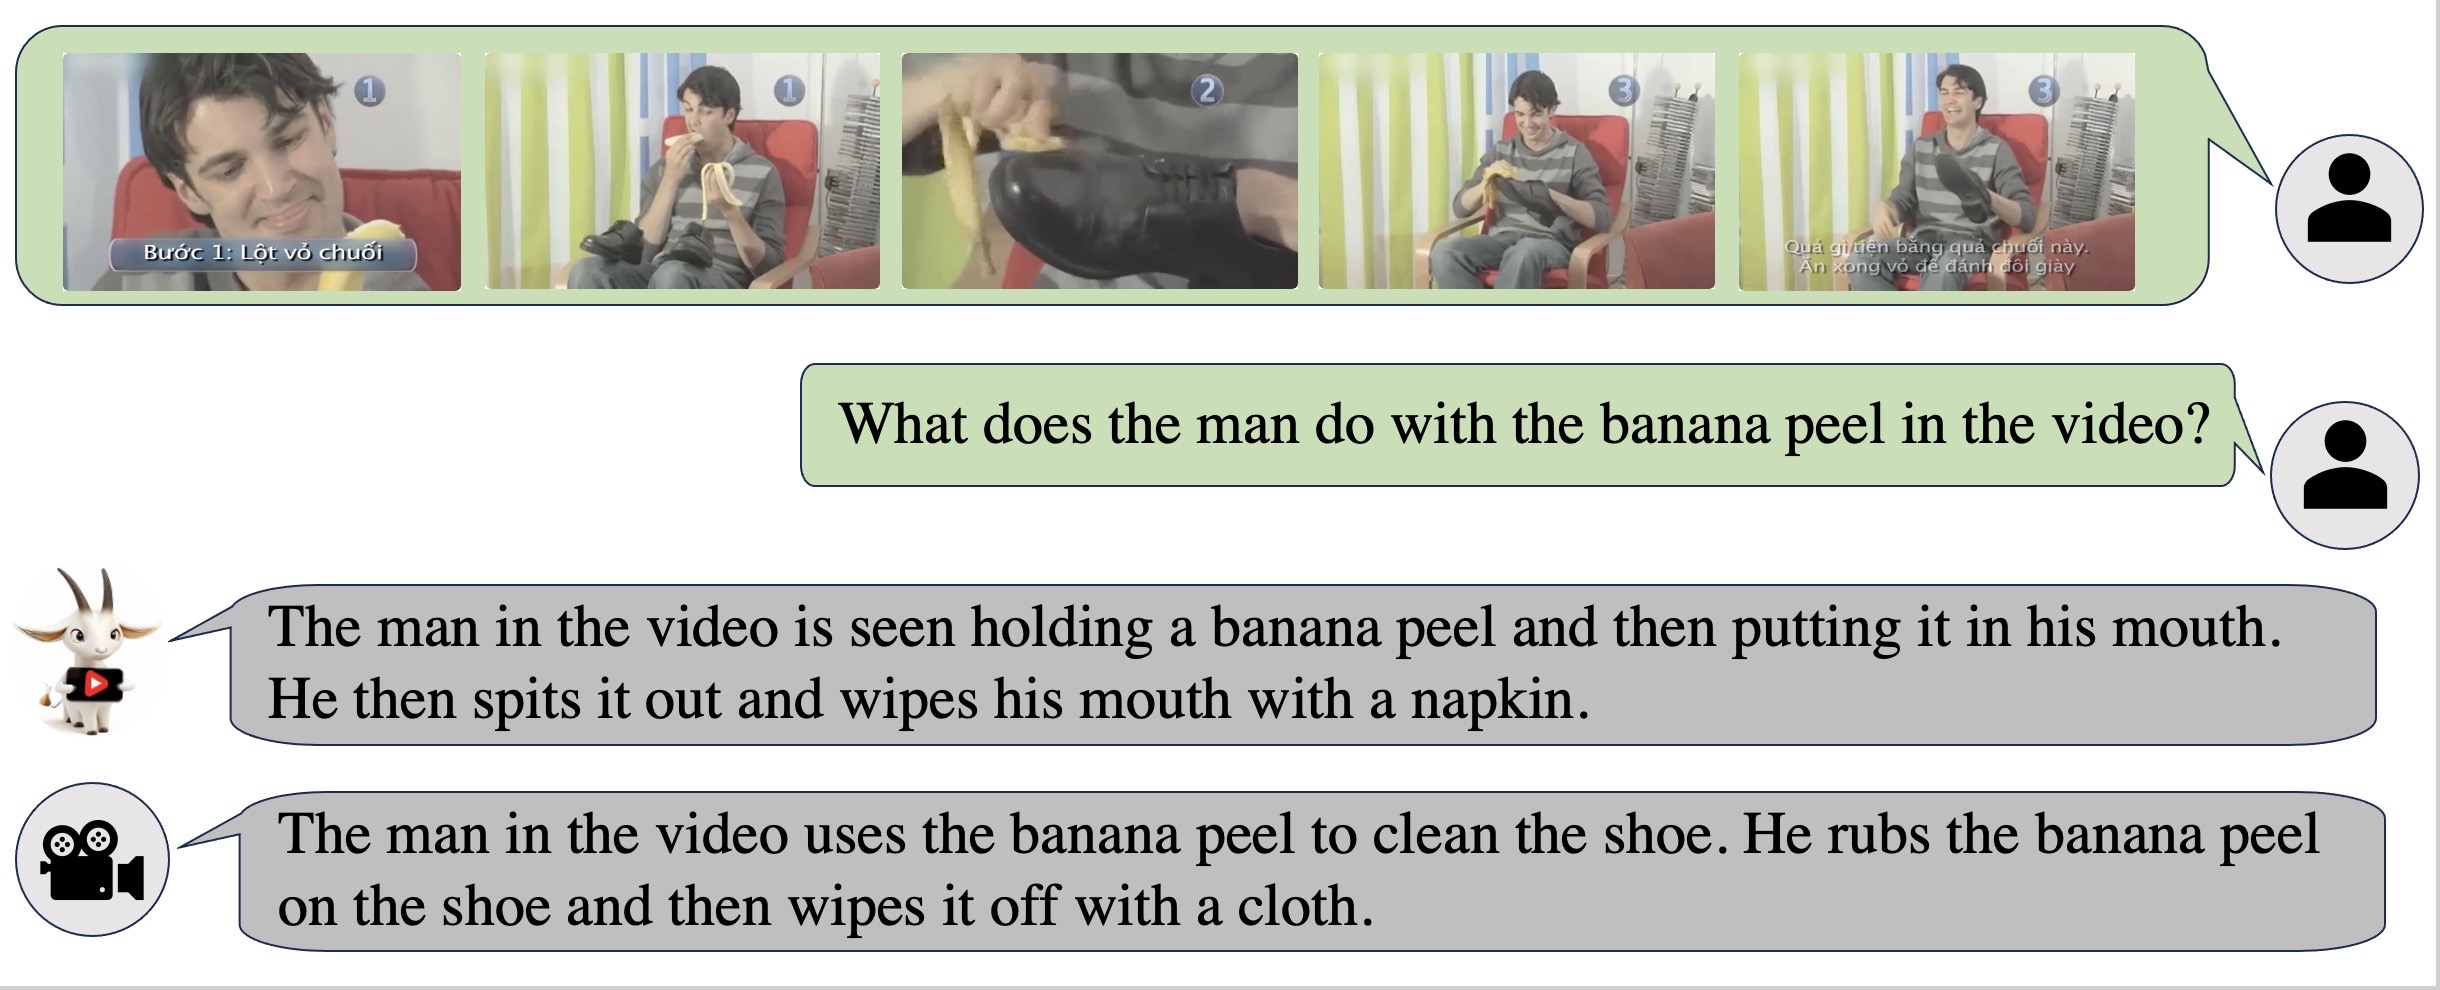 1
Bước 1: Lột vỏ chuối
1
2
3
3
Quả gì tiện bằng quả chuối này.
Ăn xong vỏ để đánh đôi giày
What does the man do with the banana peel in the video?
The man in the video is seen holding a banana peel and then putting it in his mouth.
He then spits it out and wipes his mouth with a napkin.
The man in the video uses the banana peel to clean the shoe. He rubs the banana peel
on the shoe and then wipes it off with a cloth.